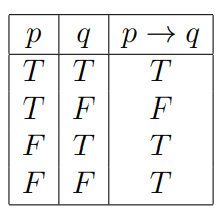 p q p → q
T T T
T F F
F T T
F F T